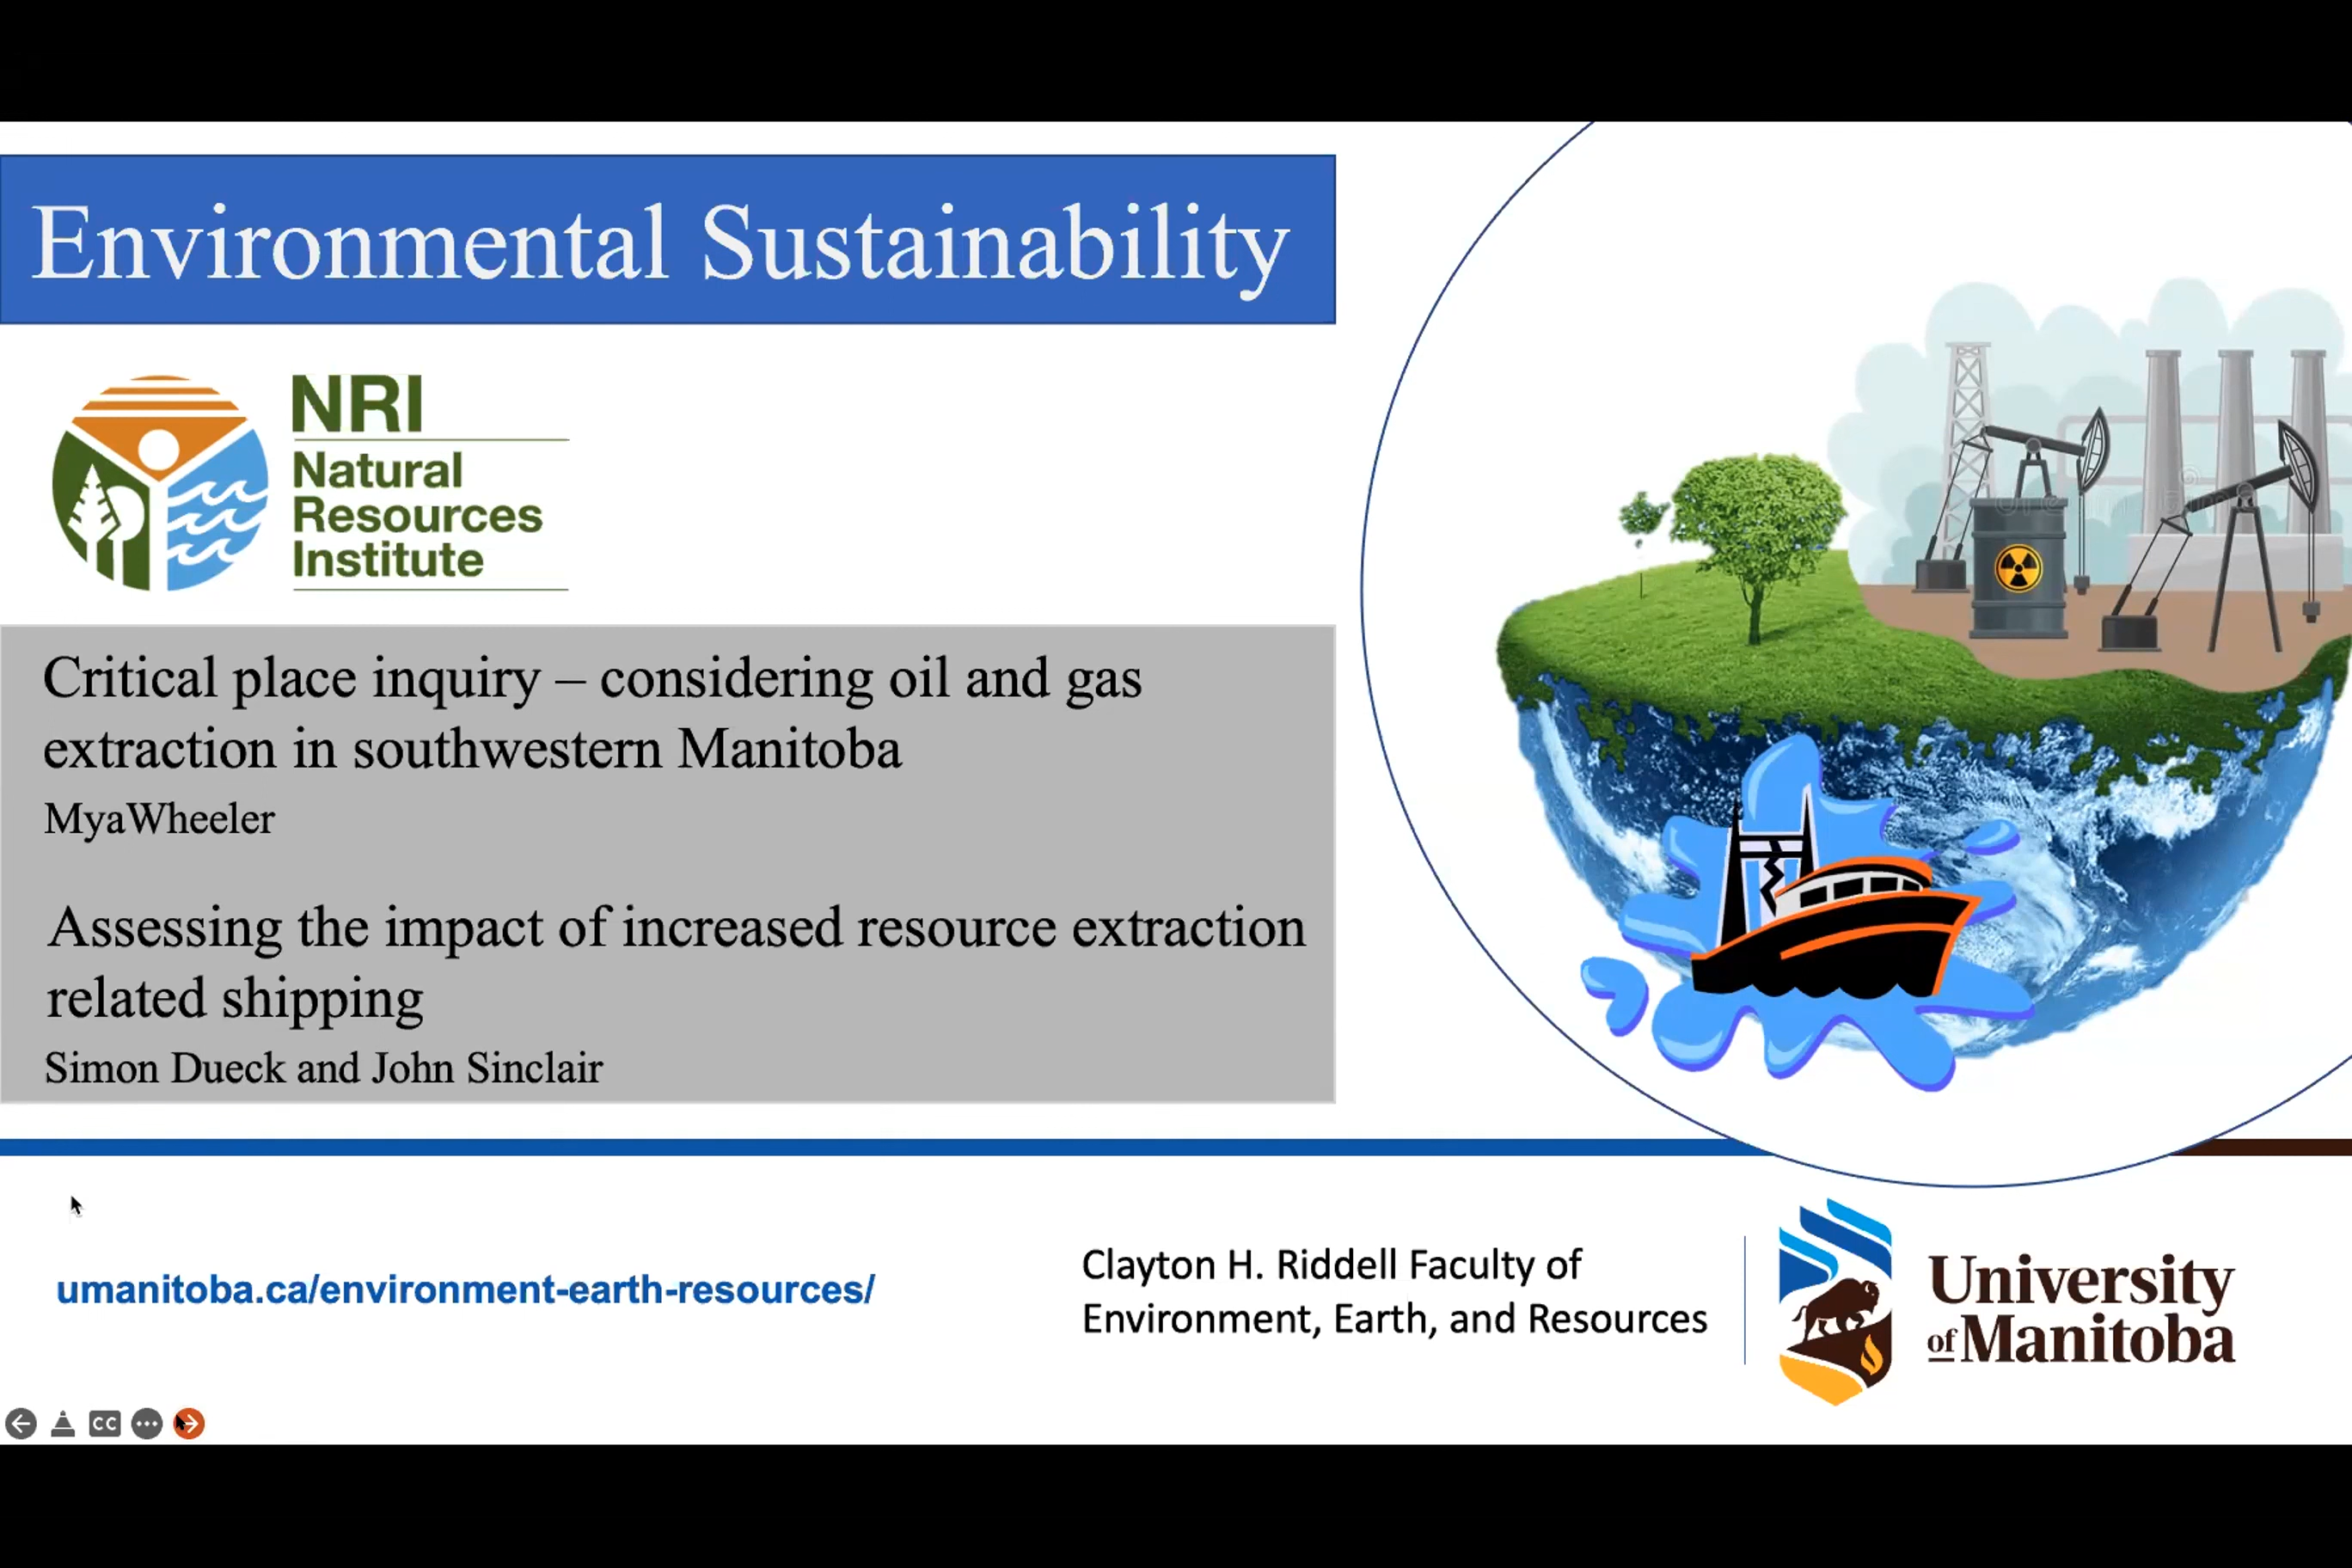 Environmental Sustainability
NRI
Natural
Resources
Institute
Critical place inquiry – considering oil and gas
extraction in southwestern Manitoba
MyaWheeler
Assessing the impact of increased resource extraction
related shipping
Simon Dueck and John Sinclair
umanitoba.ca/environment-earth-resources/
Clayton H. Riddell Faculty of
Environment, Earth, and Resources
University
of Manitoba
CC